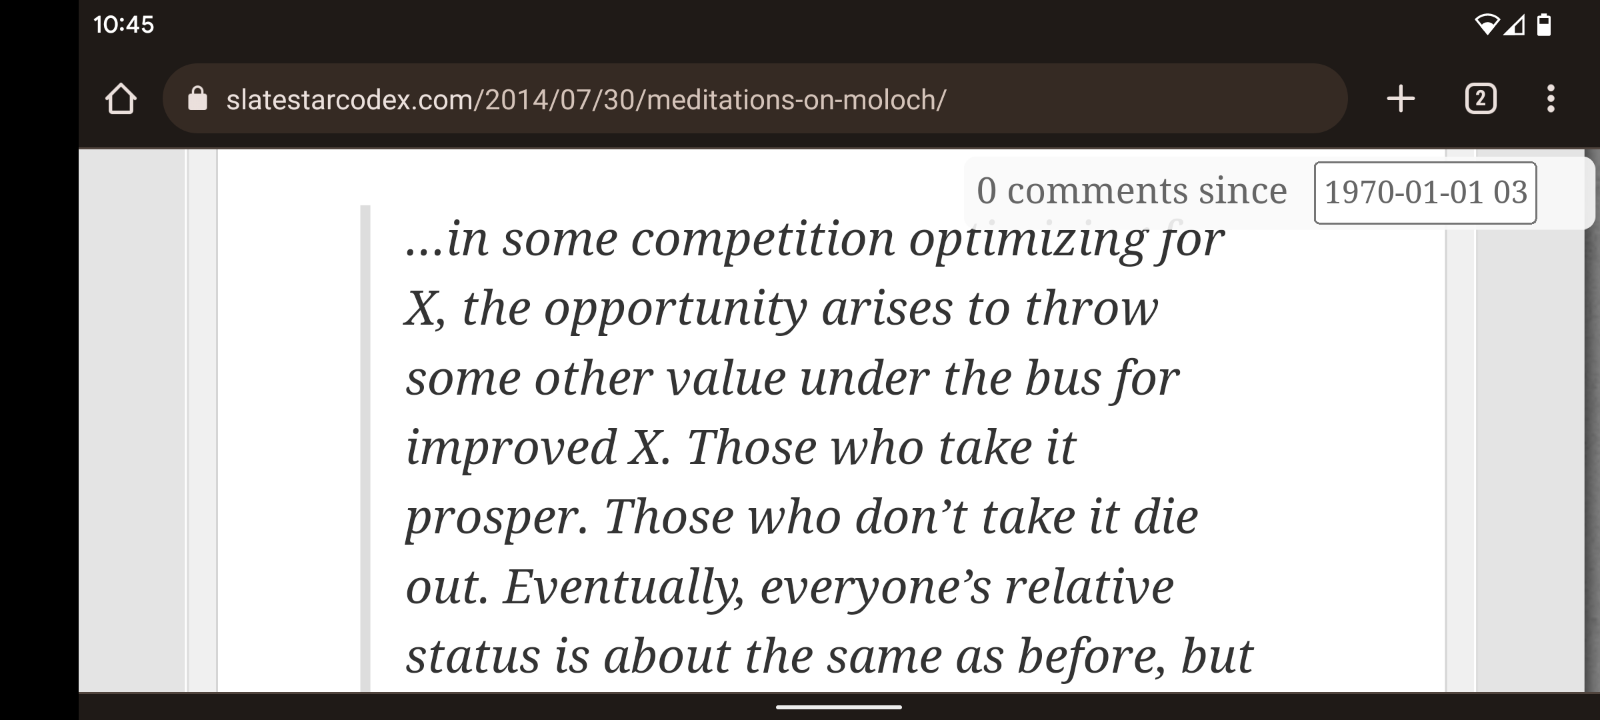 10:45
slatestarcodex.com/2014/07/30/meditations-on-moloch/
2
0 comments since 1970-01-01 03
…in some competition optimizing for
X, the opportunity arises to throw
some other value under the bus for
improved X. Those who take it
prosper. Those who don’t take it die
out. Eventually, everyone’s relative
status is about the same as before, but